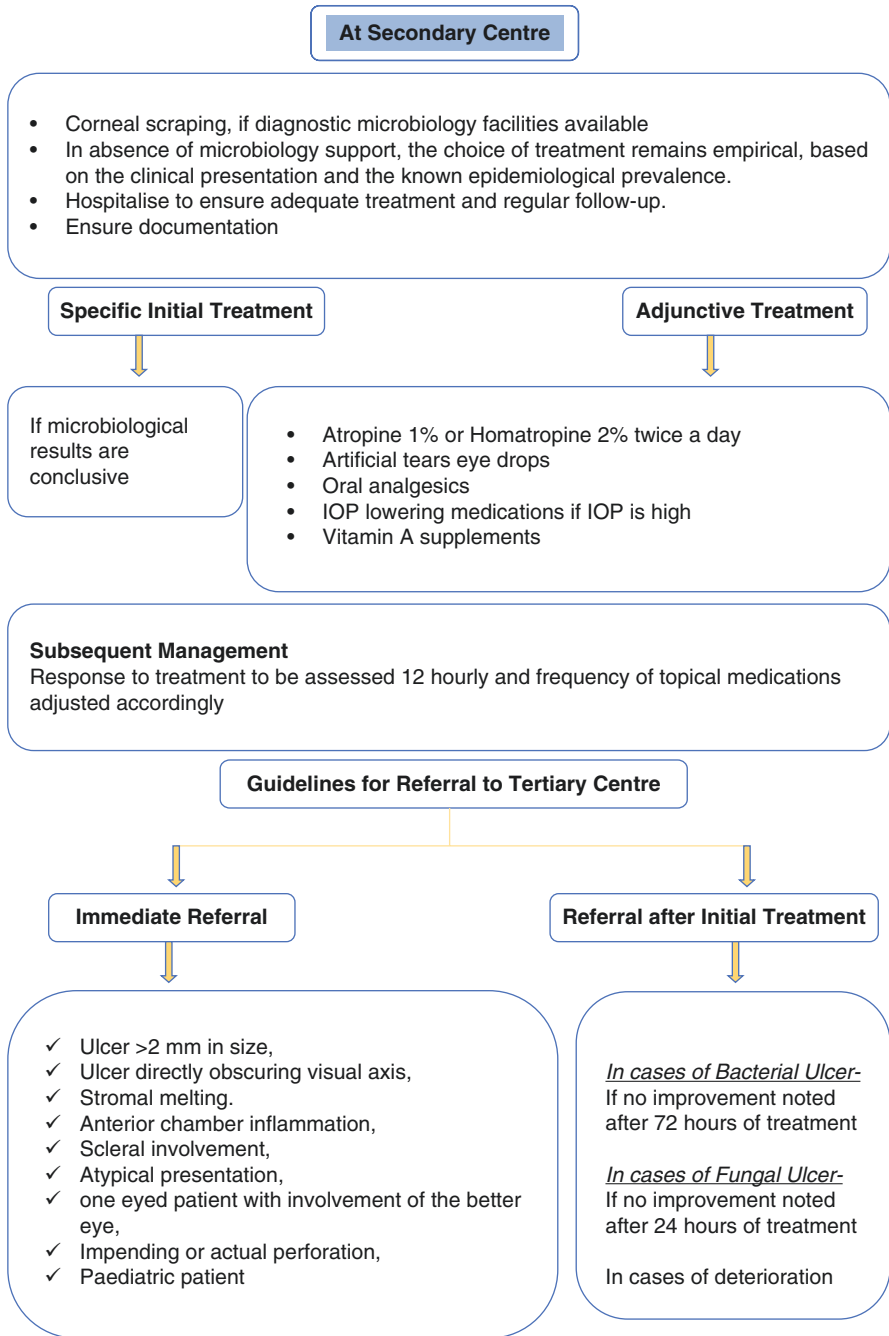 At Secondary Centre
• Corneal scraping, if diagnostic microbiology facilities available
• In absence of microbiology support, the choice of treatment remains empirical, based
on the clinical presentation and the known epidemiological prevalence.
• Hospitalise to ensure adequate treatment and regular follow-up.
• Ensure documentation
Specific Initial Treatment
Adjunctive Treatment
If microbiological
results are
conclusive
• Atropine 1% or Homatropine 2% twice a day
• Artificial tears eye drops
• Oral analgesics
• IOP lowering medications if IOP is high
• Vitamin A supplements
Subsequent Management
Response to treatment to be assessed 12 hourly and frequency of topical medications
adjusted accordingly
Guidelines for Referral to Tertiary Centre
Immediate Referral
Referral after Initial Treatment
✓ Ulcer >2 mm in size,
✓ Ulcer directly obscuring visual axis,
✓ Stromal melting.
✓ Anterior chamber inflammation,
✓ Scleral involvement,
✓ Atypical presentation,
✓ one eyed patient with involvement of the better
eye,
✓ Impending or actual perforation,
✓ Paediatric patient
In cases of Bacterial Ulcer-
If no improvement noted
after 72 hours of treatment
In cases of Fungal Ulcer-
If no improvement noted
after 24 hours of treatment
In cases of deterioration